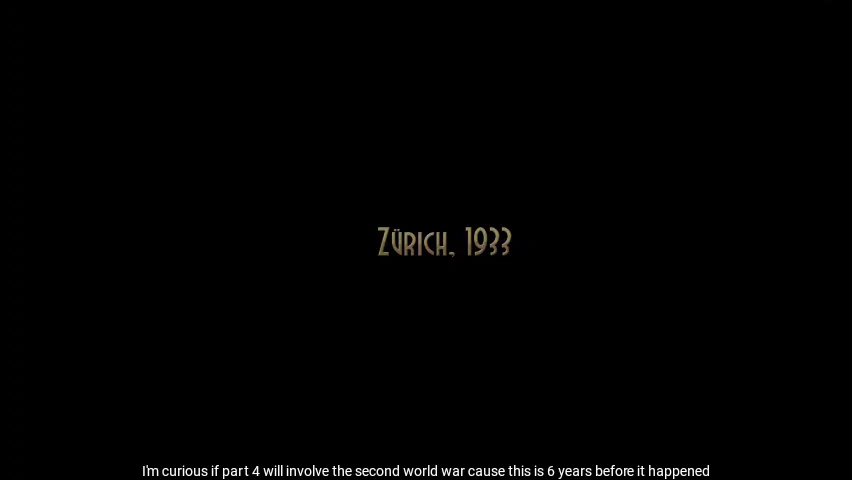 Zürich, 1933
I'm curious if part 4 will involve the second world war cause this is 6 years before it happened